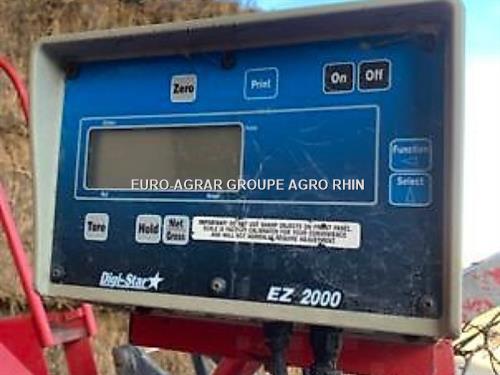 Zero
Print
On
Off
Function
Select
EURO-AGRAR GROUPE AGRO RHIN
Tare
Hold
Net
Gross
IMPORTANT: DO NOT USE SHARP OBJECTS ON FRONT PANEL.
SCALE IS FACTORY CALIBRATED FOR YOUR CONVENIENCE
AND WILL NOT NORMALLY REQUIRE ADJUSTMENT.
Digi-Star
EZ 2000